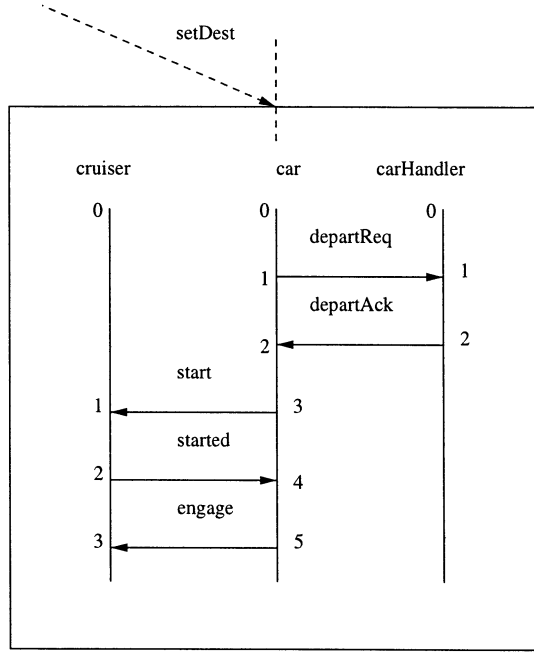 setDest
cruiser car carHandler
0 0 0
departReq
1 1
departAck
2 2
start
1 3
started
2 4
engage
3 5